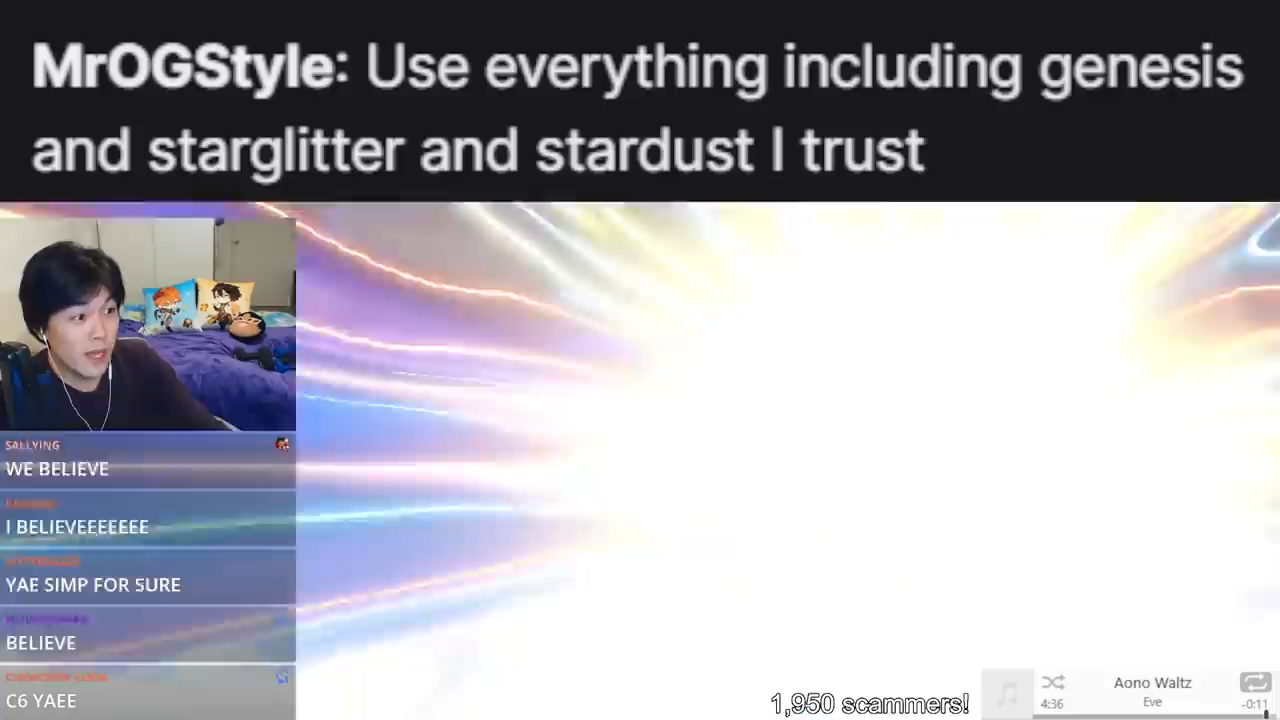 MrOGStyle: Use everything including genesis
and starglitter and stardust I trust
SALLYING
WE BELIEVE
I BELIEVEEEEEEE
YAE SIMP FOR SURE
BELIEVE
C6 YAEE
1,950 scammers!
Aono Waltz
Eve
4:36
-0:11